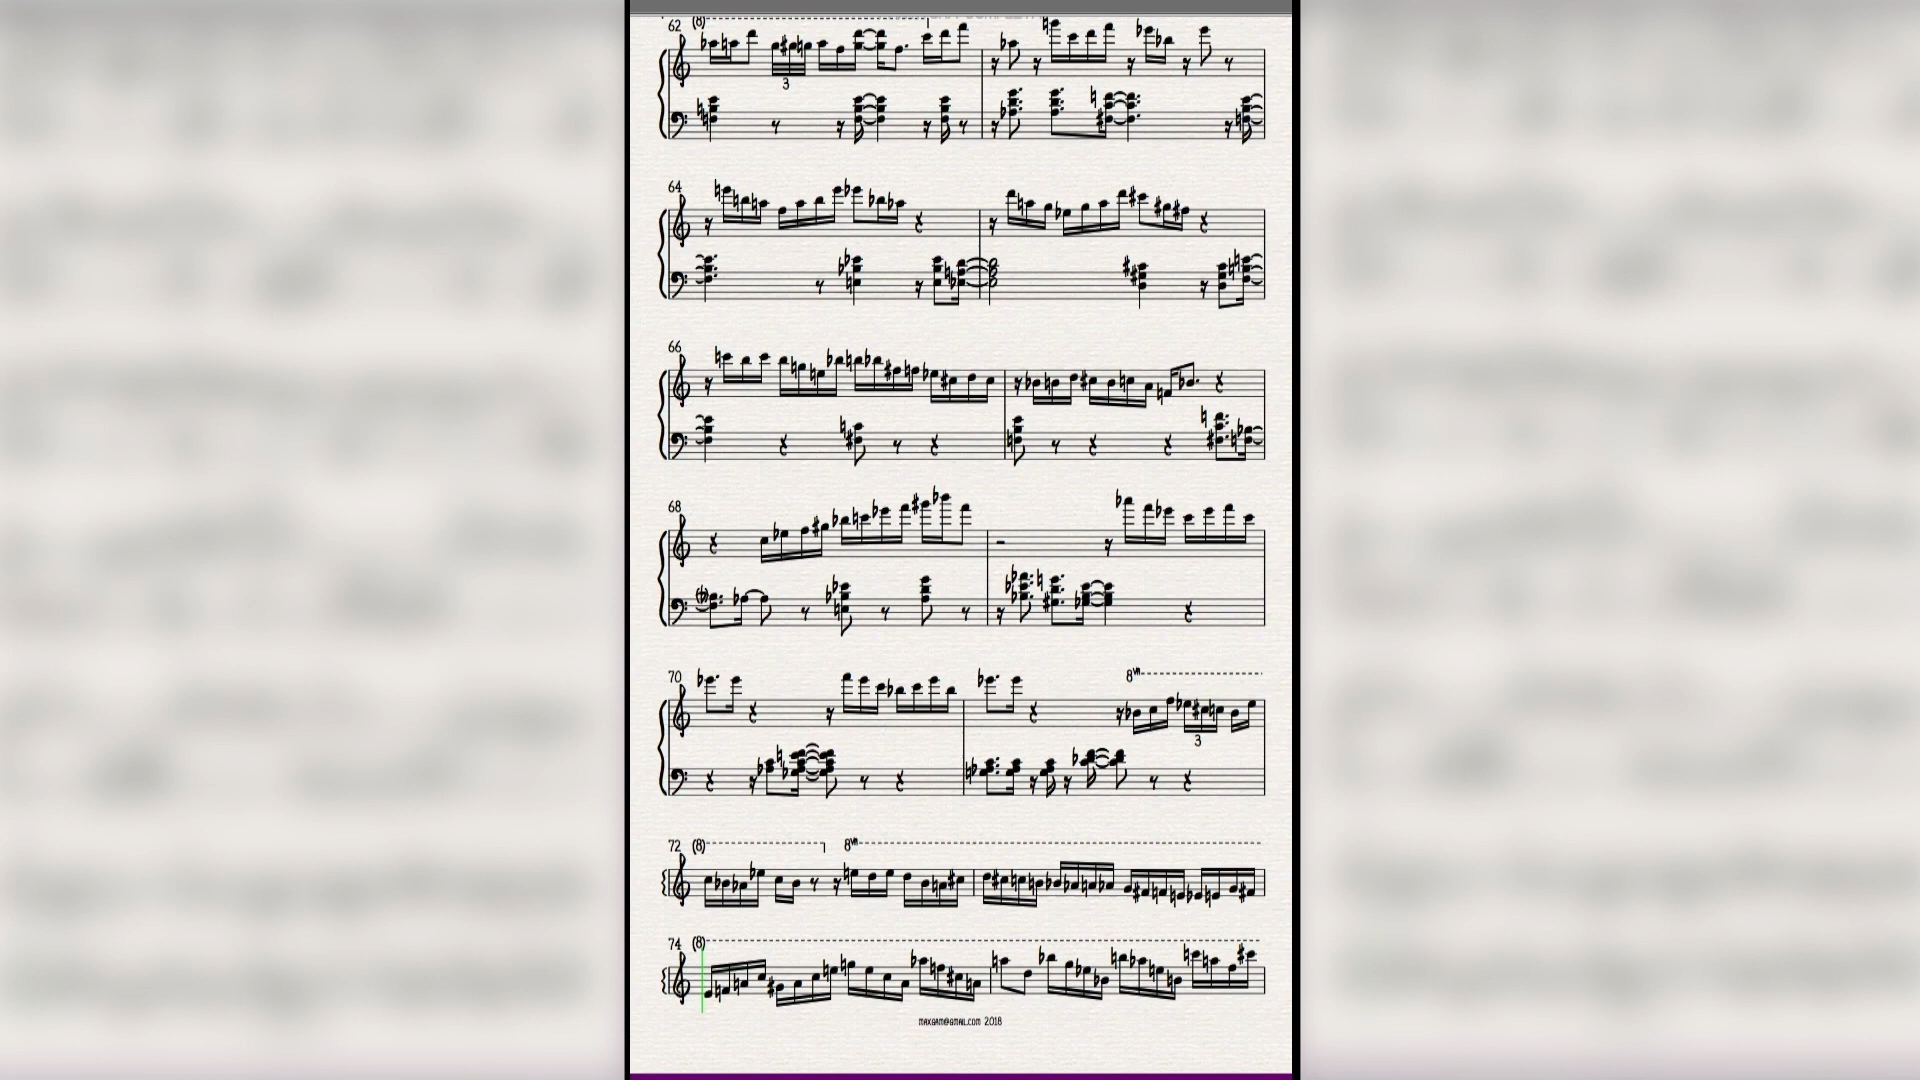 62 (8)
3
64
66
68
70 8va
3
72 (8) 8va
74 (8)
maxgam@gmail.com 2018